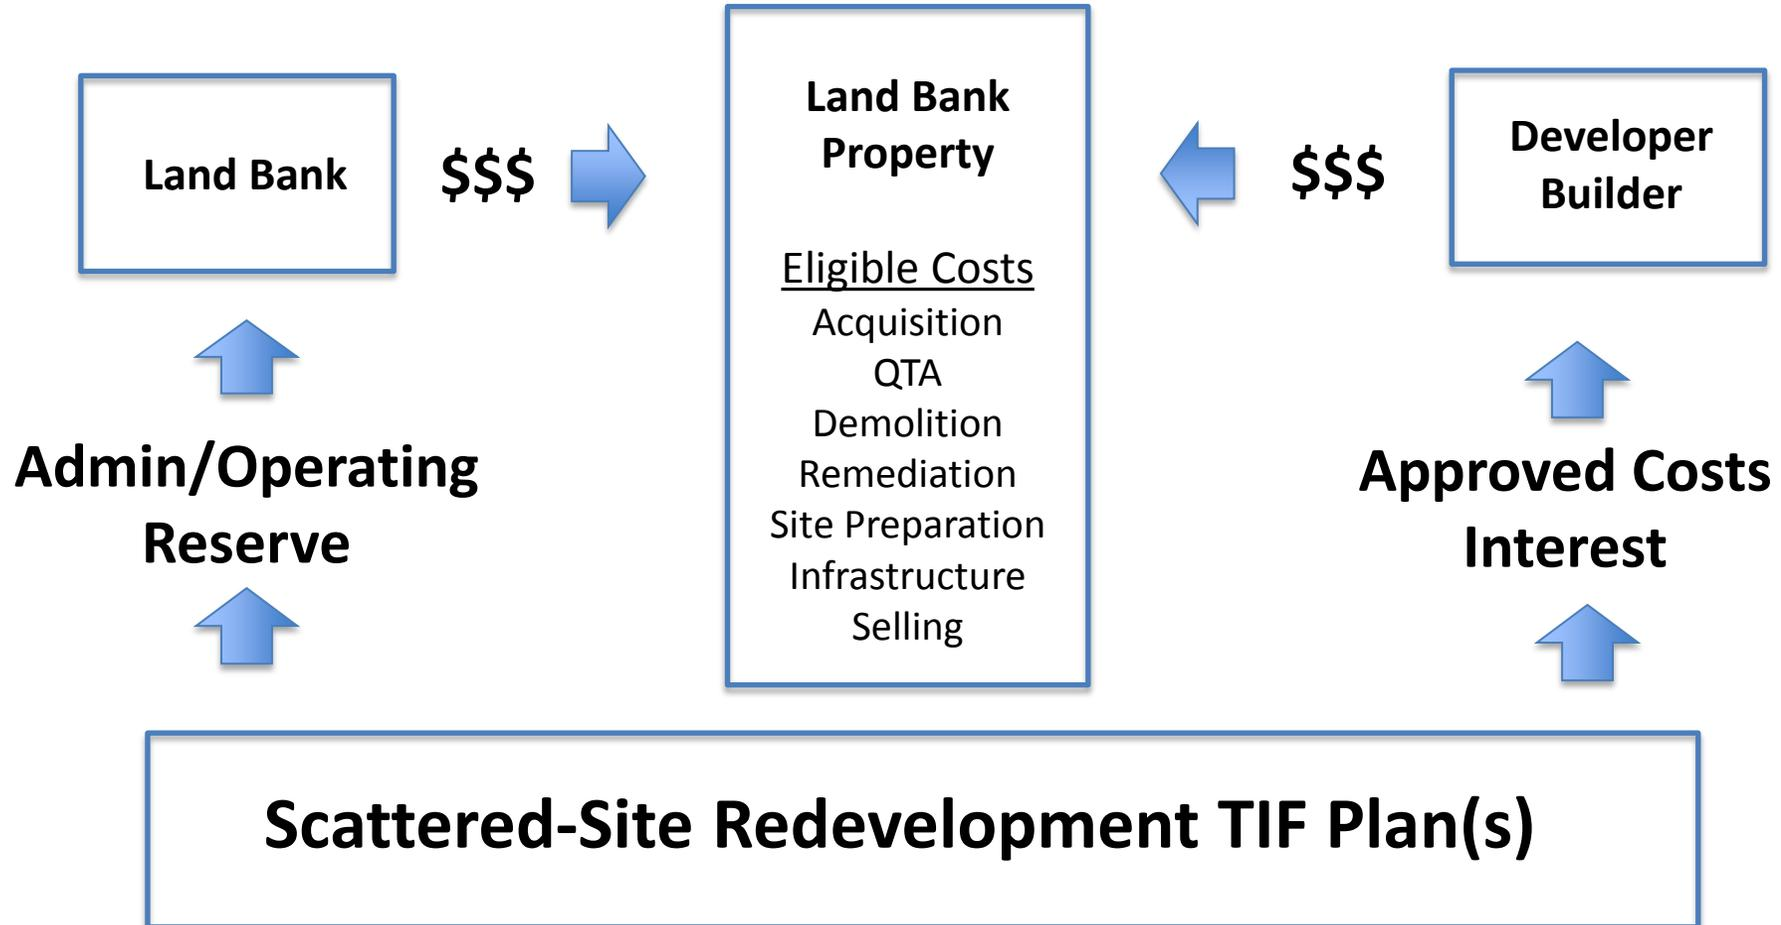 Land Bank
$$$
Land Bank
Property
Eligible Costs
Acquisition
QTA
Demolition
Remediation
Site Preparation
Infrastructure
Selling
$$$
Developer
Builder
Admin/Operating
Reserve
Approved Costs
Interest
Scattered-Site Redevelopment TIF Plan(s)